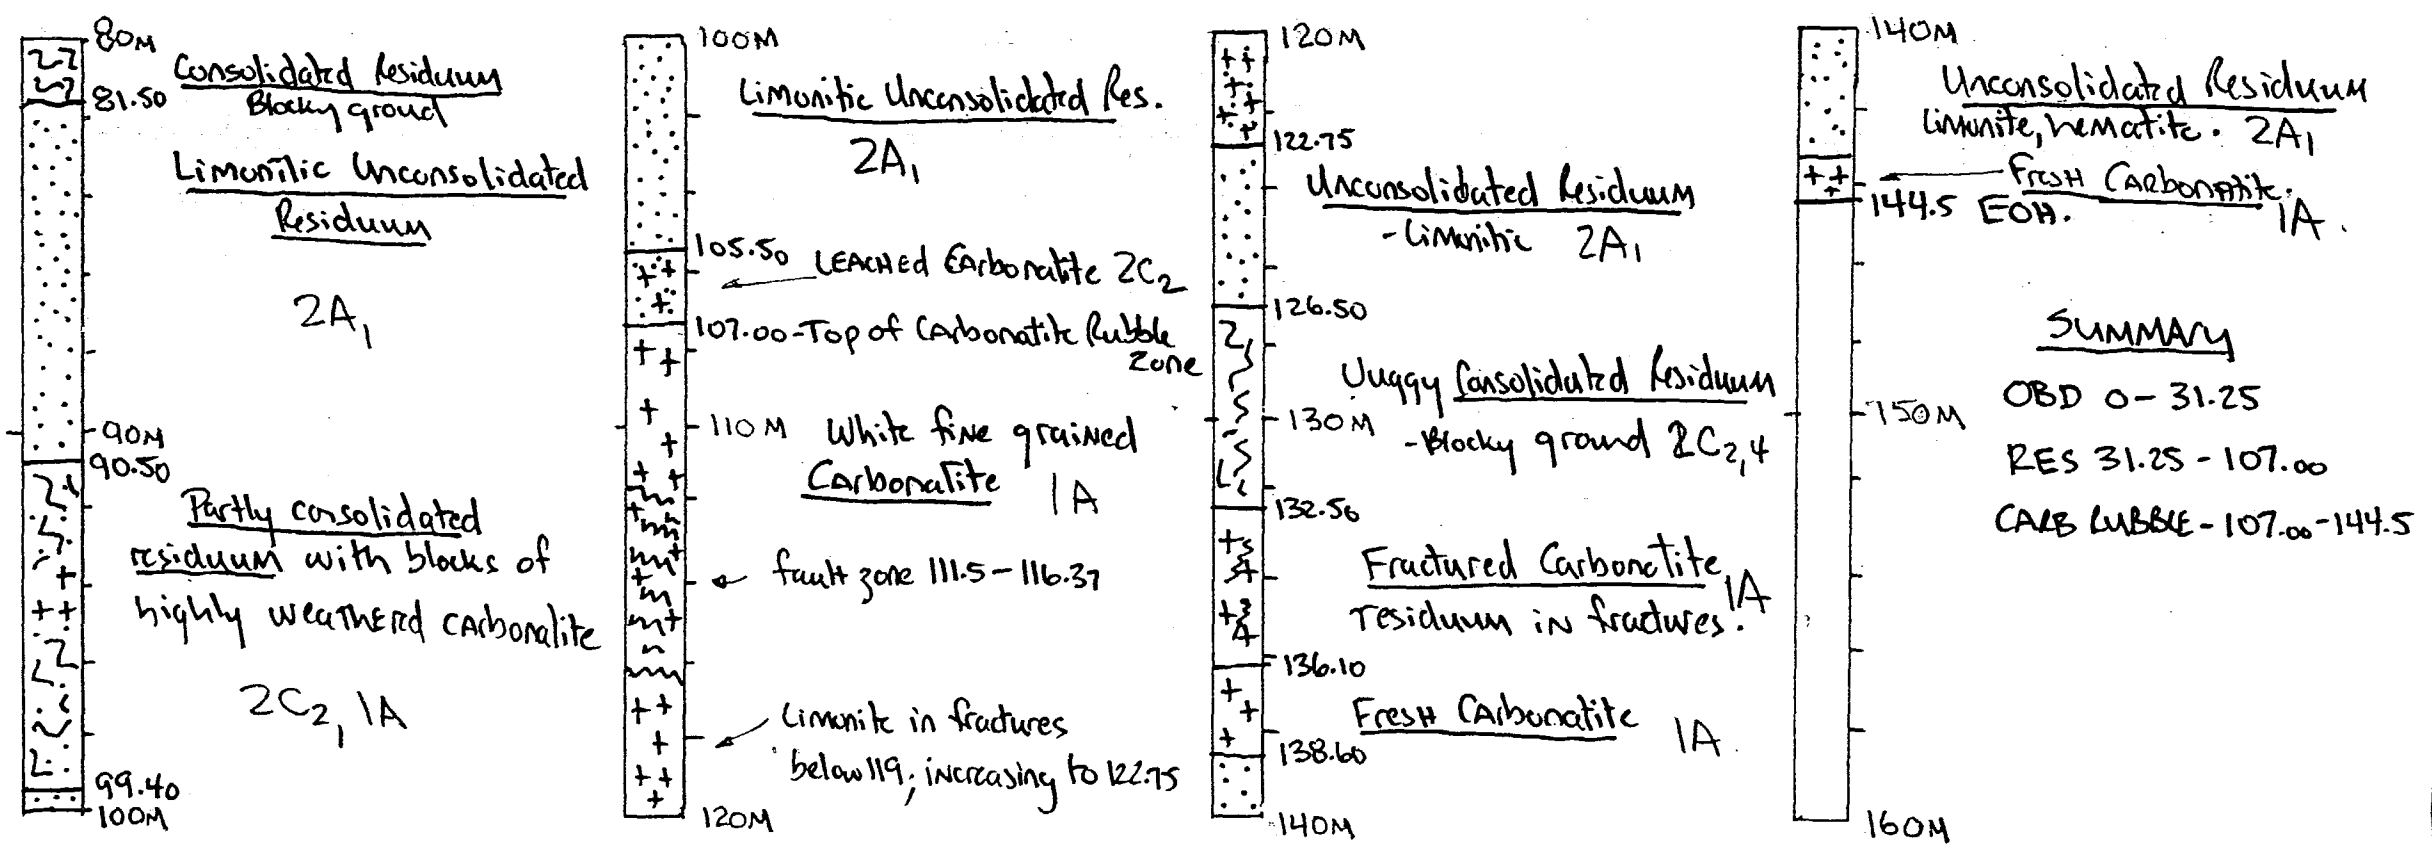 80M
Consolidated Residuum
81.50
Blocky ground
Limonitic Unconsolidated
Residuum
2A1
90M
90.50
Partly consolidated
residuum with blocks of
highly weatherd carbonatite
2C2, 1A
99.40
100M
100M
Limonitic Unconsolidated Res.
2A1
105.50 LEACHED CArbonatite 2C2
107.00-Top of CArbonatite Rubble
Zone
110M White fine grained
Carbonatite 1A
fault zone 111.5-116.37
Limonite in fractures
below 119, increasing to 122.75
120M
120M
122.75
Unconsolidated Residuum
- Limonitic 2A1
126.50
Vuggy Consolidated Residuum
130M
- Blocky ground 2C2,4
132.50
Fractured Carbonatite 1A
residuum in fractures.
136.10
Fresh CArbonatite 1A
138.60
140M
140M
Unconsolidated Residuum
Limonite, hematite. 2A1
Fresh CARbonatite. 1A.
144.5 EOH.
SUMMARY
OBD 0-31.25
150M
RES 31.25-107.00
CARB RUBBLE-107.00-144.5
160M